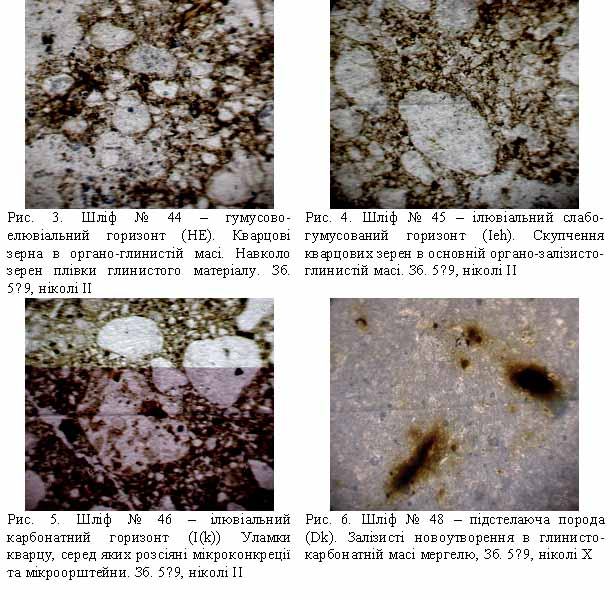 Рис. 3. Шліф № 44 – гумусово-
елювіальний горизонт (НЕ). Кварцові
зерна в органо-глинистій масі. Навколо
зерен плівки глинистого матеріалу. Зб.
5?9, ніколі ІІ
Рис. 4. Шліф № 45 – ілювіальний слабо-
гумусований горизонт (Ieh). Скупчення
кварцових зерен в основній органо-залізисто-
глинистій масі. Зб. 5?9, ніколі ІІ
Рис. 5. Шліф № 46 – ілювіальний
карбонатний горизонт (І(k)) Уламки
кварцу, серед яких розсіяні мікроконкреції
та мікроорштейни. Зб. 5?9, ніколі ІІ
Рис. 6. Шліф № 48 – підстелаюча порода
(Dk). Залізисті новоутворення в глинисто-
карбонатній масі мергелю, Зб. 5?9, ніколі Х